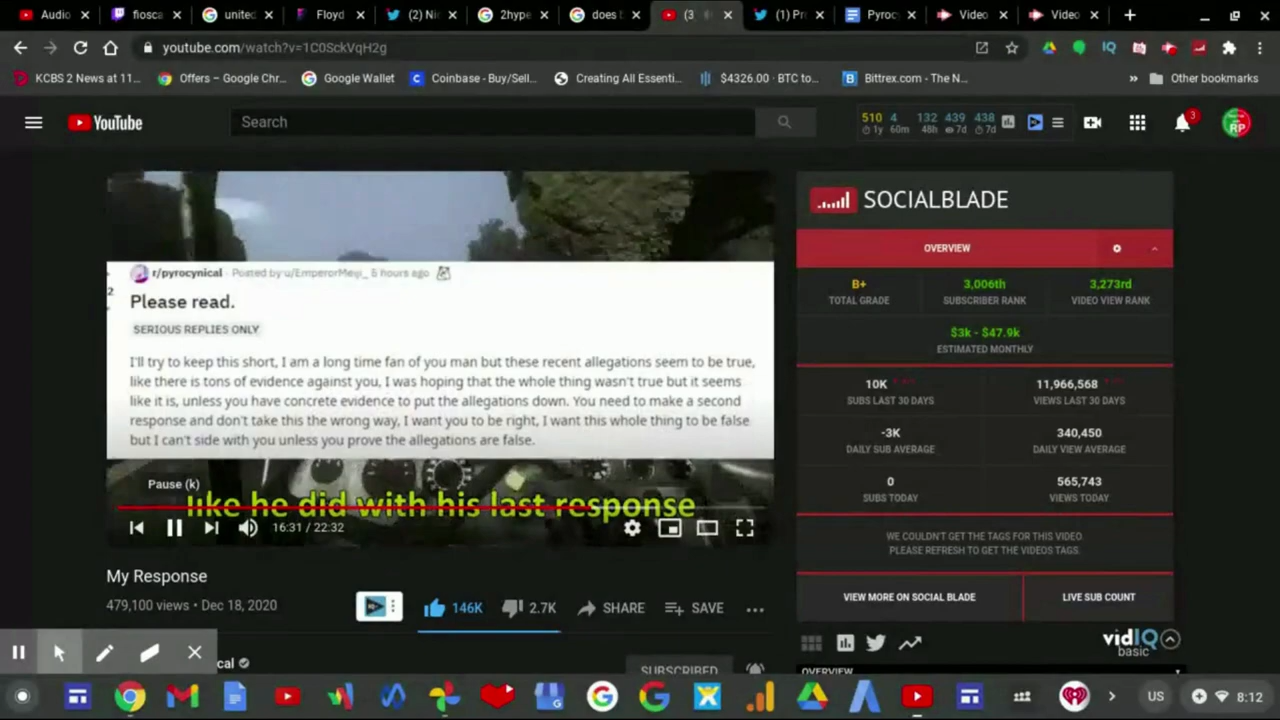 Audio
fiosca
united
Floyd
(2) Ni
2hype
does b
(3
(1) Pr
Pyrocy
Video
Video
youtube.com/watch?v=1C0SckVqH2g
KCBS 2 News at 11...
Offers – Google Chr...
Google Wallet
Coinbase - Buy/Sell...
Creating All Essenti...
$4326.00 · BTC to...
Bittrex.com - The N...
» Other bookmarks
YouTube
Search
510 4 132 439 438
1y 60m 48h 7d 7d
3
RP
SOCIALBLADE
OVERVIEW
B+ 3,006th 3,273rd
TOTAL GRADE SUBSCRIBER RANK VIDEO VIEW RANK
$3k - $47.9k
ESTIMATED MONTHLY
10K 11,966,568
SUBS LAST 30 DAYS VIEWS LAST 30 DAYS
-3K 340,450
DAILY SUB AVERAGE DAILY VIEW AVERAGE
0 565,743
SUBS TODAY VIEWS TODAY
WE COULDN'T GET THE TAGS FOR THIS VIDEO
PLEASE REFRESH TO GET THE VIDEOS TAGS.
VIEW MORE ON SOCIAL BLADE LIVE SUB COUNT
vidIQ
basic
OVERVIEW
r/pyrocynical · Posted by u/EmperorMeiji_ 5 hours ago
2
Please read.
SERIOUS REPLIES ONLY
I'll try to keep this short, I am a long time fan of you man but these recent allegations seem to be true,
like there is tons of evidence against you, I was hoping that the whole thing wasn't true but it seems
like it is, unless you have concrete evidence to put the allegations down. You need to make a second
response and don't take this the wrong way, I want you to be right, I want this whole thing to be false
but I can't side with you unless you prove the allegations are false.
Pause (k)
like he did with his last response
16:31 / 22:32
My Response
479,100 views • Dec 18, 2020
146K 2.7K SHARE SAVE ...
cal
SUBSCRIBED
US
8:12